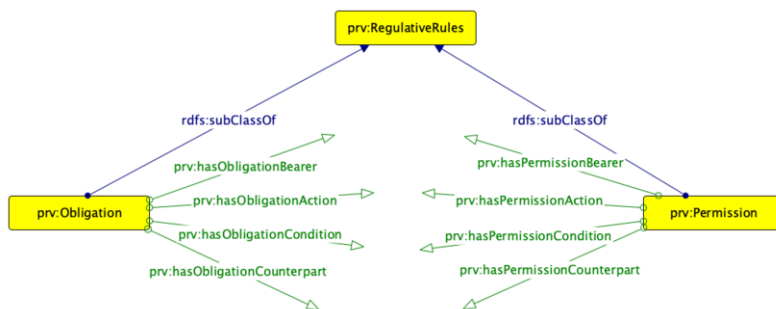 prv:RegulativeRules
rdfs:subClassOf
rdfs:subClassOf
prv:hasObligationBearer
prv:hasPermissionBearer
prv:Obligation
prv:hasObligationAction
prv:hasPermissionAction
prv:Permission
prv:hasObligationCondition
prv:hasPermissionCondition
prv:hasObligationCounterpart
prv:hasPermissionCounterpart